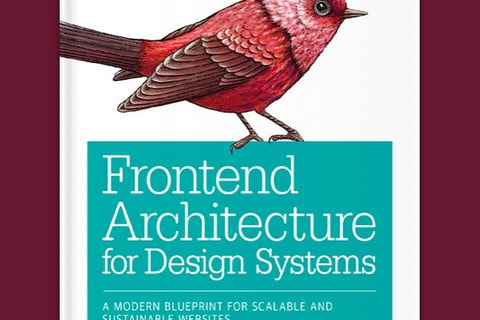 Frontend
Architecture
for Design Systems
A MODERN BLUEPRINT FOR SCALABLE AND
SUSTAINABLE WEBSITES